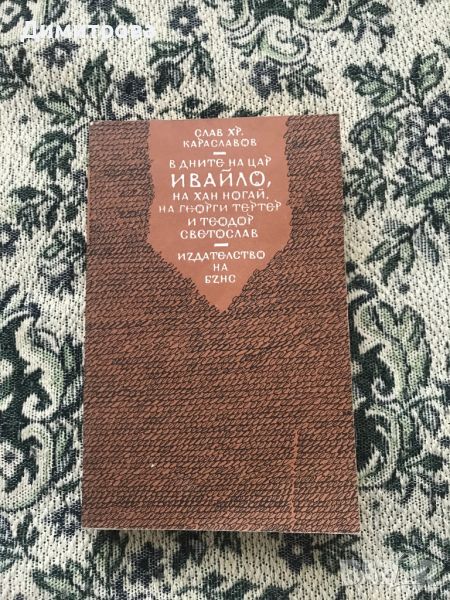 Димитрова
СЛАВ ХР.
КАРАСЛАВОВ
В ДНИТЕ НА ЦАР
ИВАЙЛО,
НА ХАН НОГАЙ,
НА ГЕОРГИ ТЕРТЕР
И ТЕОДОР
СВЕТОСЛАВ
ИЗДАТЕЛСТВО
НА
БЗНС